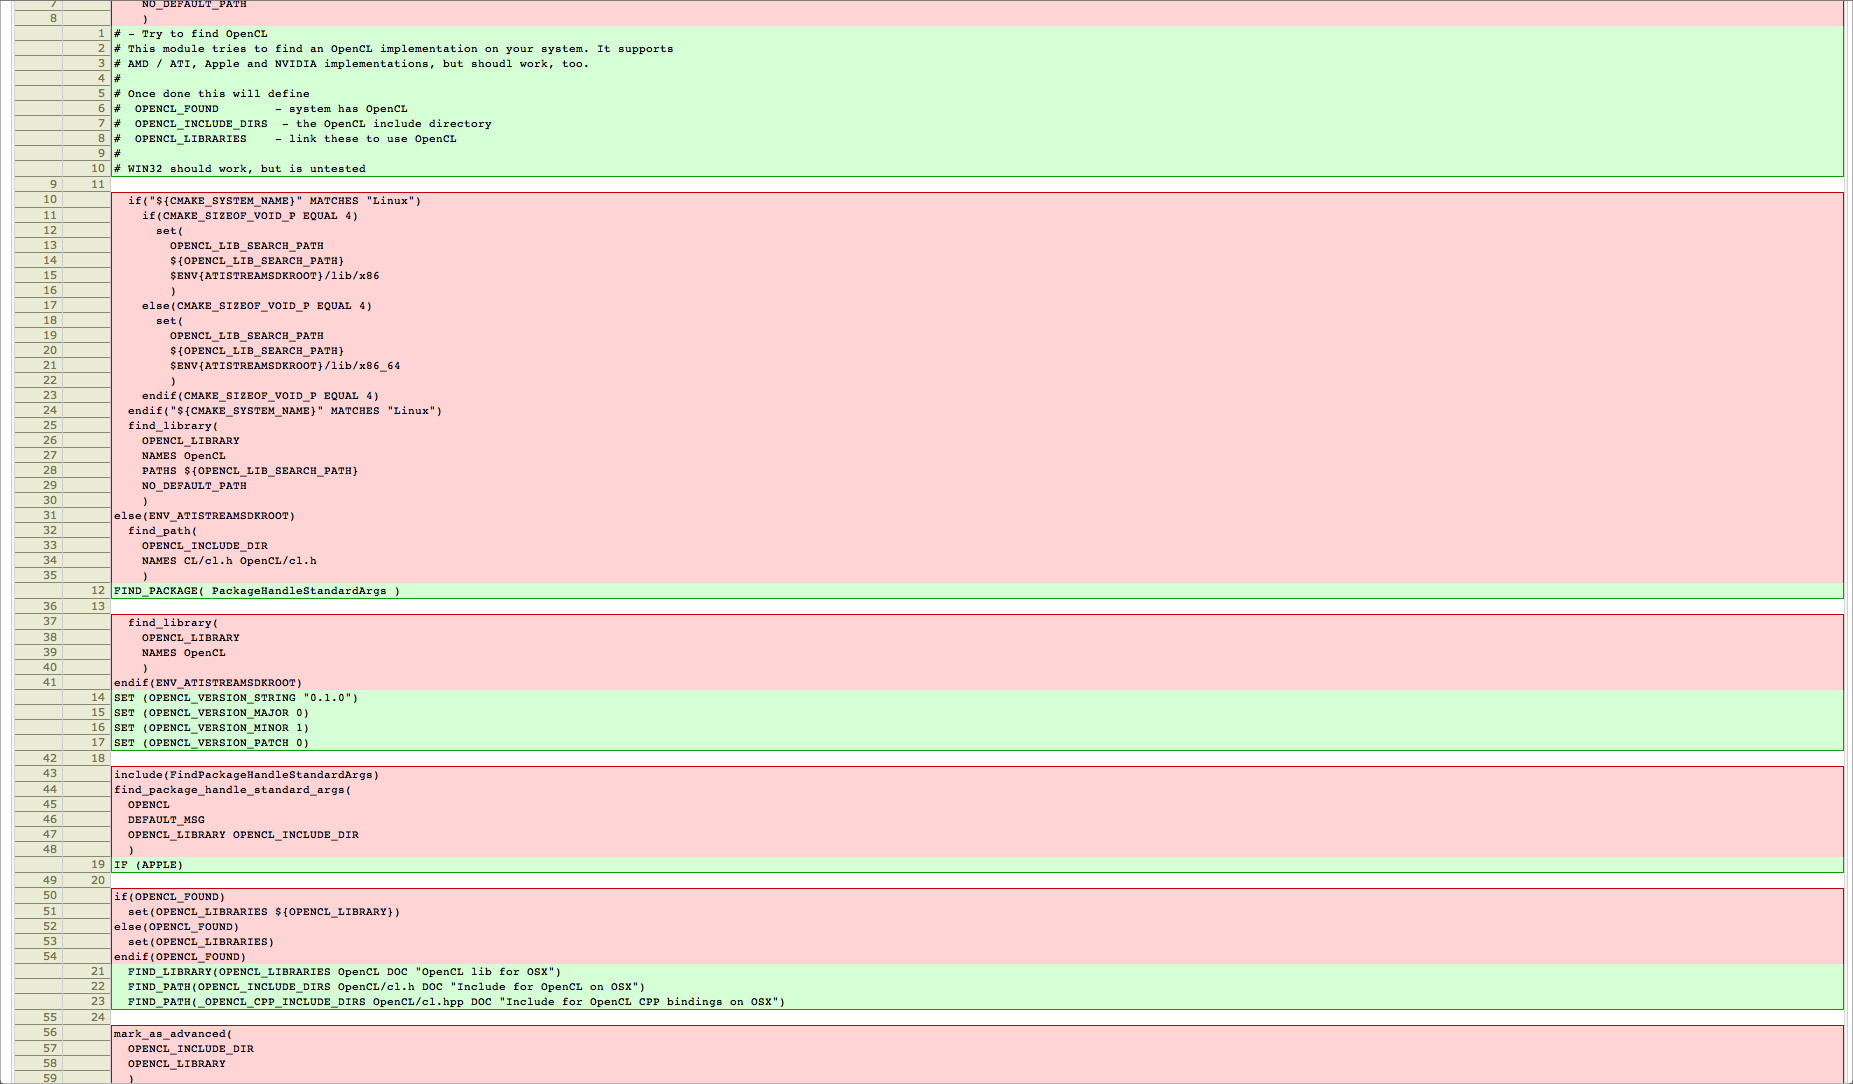 7 NO_DEFAULT_PATH
8 )
1 # - Try to find OpenCL
2 # This module tries to find an OpenCL implementation on your system. It supports
3 # AMD / ATI, Apple and NVIDIA implementations, but shoudl work, too.
4 #
5 # Once done this will define
6 #  OPENCL_FOUND        - system has OpenCL
7 #  OPENCL_INCLUDE_DIRS  - the OpenCL include directory
8 #  OPENCL_LIBRARIES    - link these to use OpenCL
9 #
10 # WIN32 should work, but is untested
9 11
10 if("${CMAKE_SYSTEM_NAME}" MATCHES "Linux")
11 if(CMAKE_SIZEOF_VOID_P EQUAL 4)
12 set(
13 OPENCL_LIB_SEARCH_PATH
14 ${OPENCL_LIB_SEARCH_PATH}
15 $ENV{ATISTREAMSDKROOT}/lib/x86
16 )
17 else(CMAKE_SIZEOF_VOID_P EQUAL 4)
18 set(
19 OPENCL_LIB_SEARCH_PATH
20 ${OPENCL_LIB_SEARCH_PATH}
21 $ENV{ATISTREAMSDKROOT}/lib/x86_64
22 )
23 endif(CMAKE_SIZEOF_VOID_P EQUAL 4)
24 endif("${CMAKE_SYSTEM_NAME}" MATCHES "Linux")
25 find_library(
26 OPENCL_LIBRARY
27 NAMES OpenCL
28 PATHS ${OPENCL_LIB_SEARCH_PATH}
29 NO_DEFAULT_PATH
30 )
31 else(ENV_ATISTREAMSDKROOT)
32 find_path(
33 OPENCL_INCLUDE_DIR
34 NAMES CL/cl.h OpenCL/cl.h
35 )
12 FIND_PACKAGE( PackageHandleStandardArgs )
36 13
37 find_library(
38 OPENCL_LIBRARY
39 NAMES OpenCL
40 )
41 endif(ENV_ATISTREAMSDKROOT)
14 SET (OPENCL_VERSION_STRING "0.1.0")
15 SET (OPENCL_VERSION_MAJOR 0)
16 SET (OPENCL_VERSION_MINOR 1)
17 SET (OPENCL_VERSION_PATCH 0)
42 18
43 include(FindPackageHandleStandardArgs)
44 find_package_handle_standard_args(
45 OPENCL
46 DEFAULT_MSG
47 OPENCL_LIBRARY OPENCL_INCLUDE_DIR
48 )
19 IF (APPLE)
49 20
50 if(OPENCL_FOUND)
51 set(OPENCL_LIBRARIES ${OPENCL_LIBRARY})
52 else(OPENCL_FOUND)
53 set(OPENCL_LIBRARIES)
54 endif(OPENCL_FOUND)
21 FIND_LIBRARY(OPENCL_LIBRARIES OpenCL DOC "OpenCL lib for OSX")
22 FIND_PATH(OPENCL_INCLUDE_DIRS OpenCL/cl.h DOC "Include for OpenCL on OSX")
23 FIND_PATH(_OPENCL_CPP_INCLUDE_DIRS OpenCL/cl.hpp DOC "Include for OpenCL CPP bindings on OSX")
55 24
56 mark_as_advanced(
57 OPENCL_INCLUDE_DIR
58 OPENCL_LIBRARY
59 )